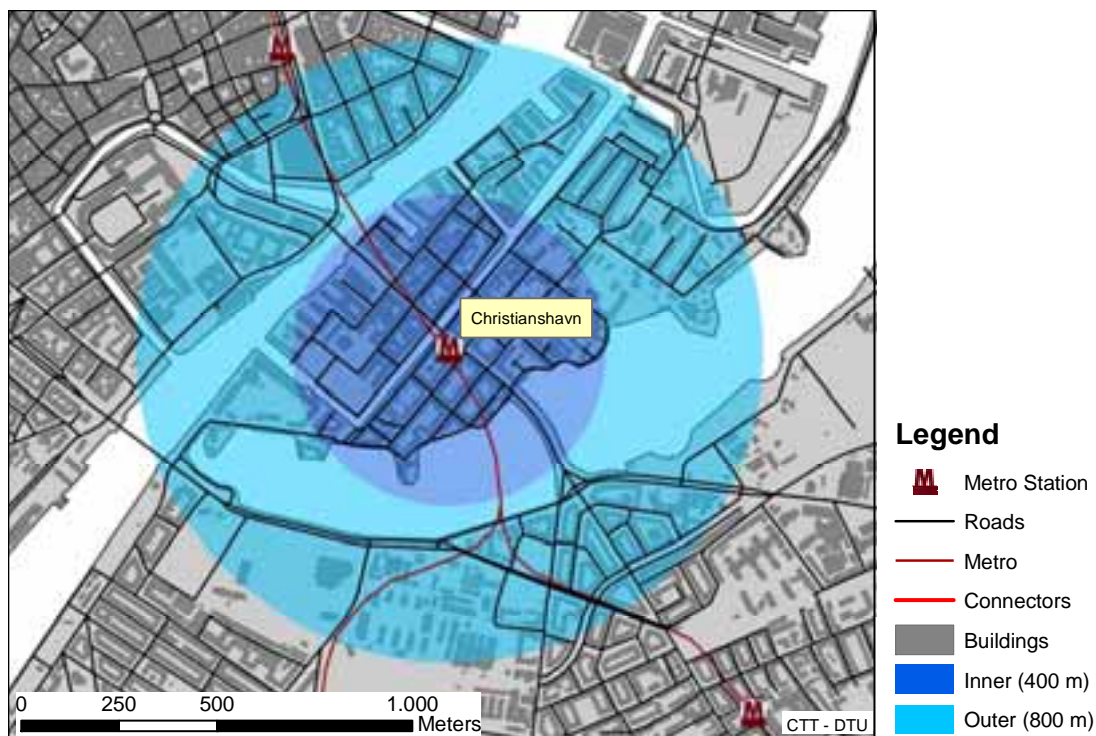 Christianshavn
Legend
Metro Station
Roads
Metro
Connectors
Buildings
Inner (400 m)
Outer (800 m)
0 250 500 1.000
Meters
CTT - DTU